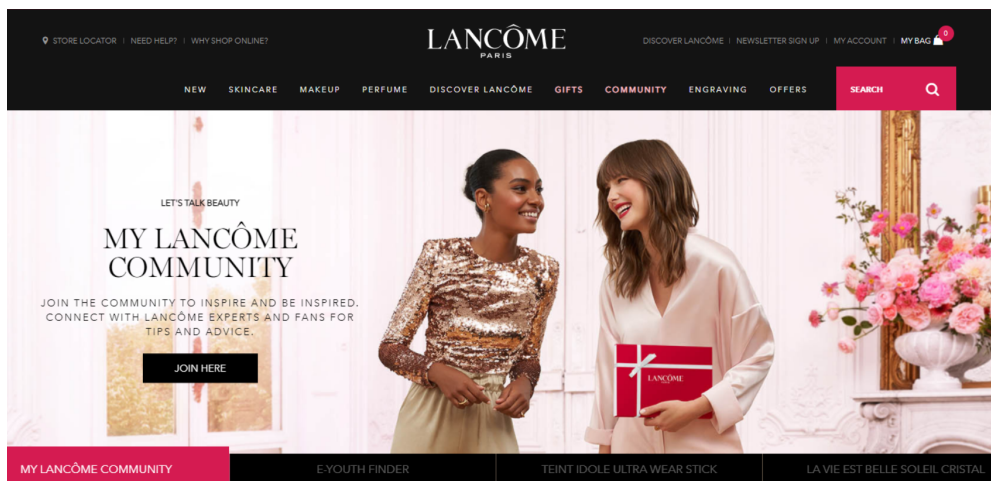 STORE LOCATOR | NEED HELP? | WHY SHOP ONLINE?
LANCÔME
PARIS
DISCOVER LANCÔME | NEWSLETTER SIGN UP | MY ACCOUNT | MY BAG 0
NEW SKINCARE MAKEUP PERFUME DISCOVER LANCÔME GIFTS COMMUNITY ENGRAVING OFFERS SEARCH
LET'S TALK BEAUTY
MY LANCÔME
COMMUNITY
JOIN THE COMMUNITY TO INSPIRE AND BE INSPIRED.
CONNECT WITH LANCÔME EXPERTS AND FANS FOR
TIPS AND ADVICE.
JOIN HERE
LANCÔME
MY LANCÔME COMMUNITY E-YOUTH FINDER TEINT IDOLE ULTRA WEAR STICK LA VIE EST BELLE SOLEIL CRISTAL